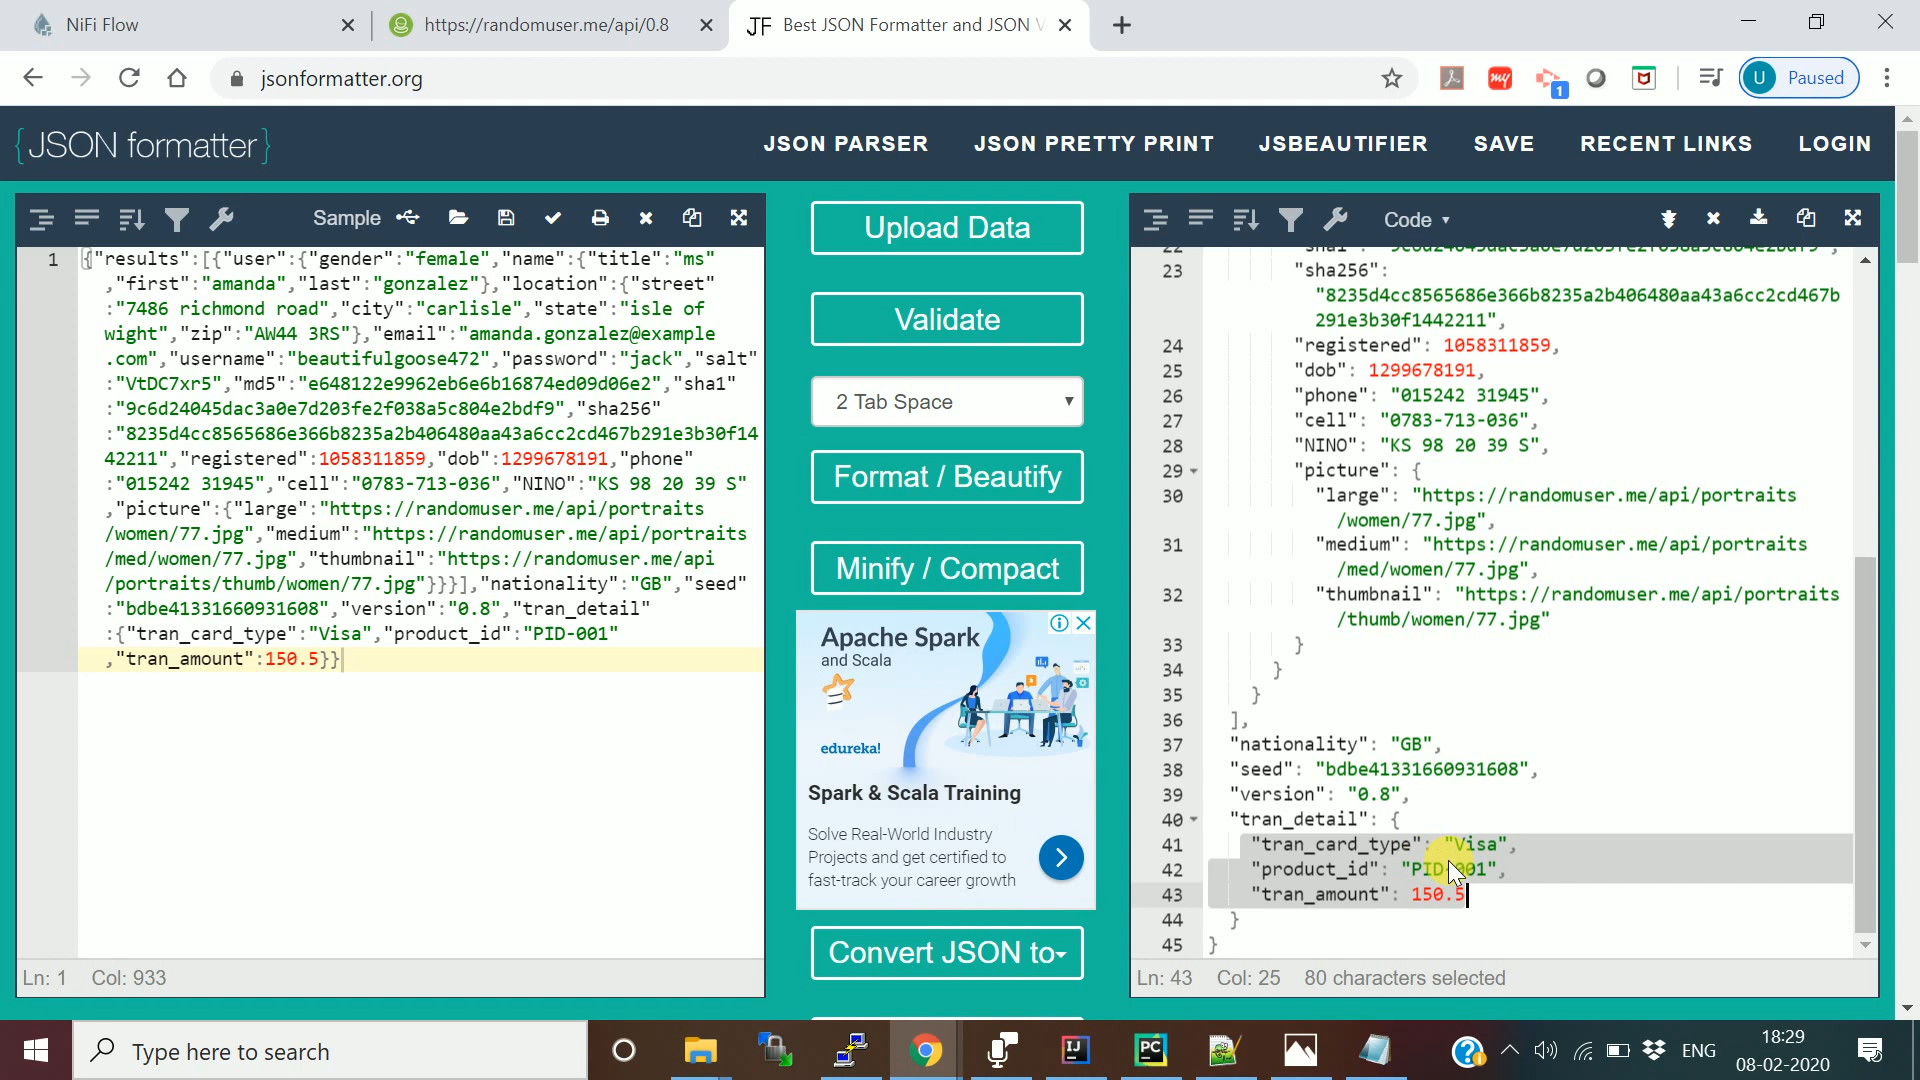 NiFi Flow
https://randomuser.me/api/0.8
JF Best JSON Formatter and JSON V
jsonformatter.org
my
1
U Paused
{JSON formatter}
JSON PARSER JSON PRETTY PRINT JSBEAUTIFIER SAVE RECENT LINKS LOGIN
Sample
1 {"results":[{"user":{"gender":"female","name":{"title":"ms"
,"first":"amanda","last":"gonzalez"},"location":{"street"
:"7486 richmond road","city":"carlisle","state":"isle of
wight","zip":"AW44 3RS"},"email":"amanda.gonzalez@example
.com","username":"beautifulgoose472","password":"jack","salt"
:"VtDC7xr5","md5":"e648122e9962eb6e6b16874ed09d06e2","sha1"
:"9c6d24045dac3a0e7d203fe2f038a5c804e2bdf9","sha256"
:"8235d4cc8565686e366b8235a2b406480aa43a6cc2cd467b291e3b30f14
42211","registered":1058311859,"dob":1299678191,"phone"
:"015242 31945","cell":"0783-713-036","NINO":"KS 98 20 39 S"
,"picture":{"large":"https://randomuser.me/api/portraits
/women/77.jpg","medium":"https://randomuser.me/api/portraits
/med/women/77.jpg","thumbnail":"https://randomuser.me/api
/portraits/thumb/women/77.jpg"}}}],"nationality":"GB","seed"
:"bdbe41331660931608","version":"0.8","tran_detail"
:{"tran_card_type":"Visa","product_id":"PID-001"
,"tran_amount":150.5}}
Ln: 1 Col: 933
Upload Data
Validate
2 Tab Space
Format / Beautify
Minify / Compact
Apache Spark
and Scala
edureka!
Spark & Scala Training
Solve Real-World Industry
Projects and get certified to
fast-track your career growth
Convert JSON to
Code
22 "sha1": "9c6d24045dac3a0e7d203fe2f038a5c804e2bdf9",
23 "sha256":
"8235d4cc8565686e366b8235a2b406480aa43a6cc2cd467b
291e3b30f1442211",
24 "registered": 1058311859,
25 "dob": 1299678191,
26 "phone": "015242 31945",
27 "cell": "0783-713-036",
28 "NINO": "KS 98 20 39 S",
29 "picture": {
30 "large": "https://randomuser.me/api/portraits
/women/77.jpg",
31 "medium": "https://randomuser.me/api/portraits
/med/women/77.jpg",
32 "thumbnail": "https://randomuser.me/api/portraits
/thumb/women/77.jpg"
33 }
34 }
35 }
36 ],
37 "nationality": "GB",
38 "seed": "bdbe41331660931608",
39 "version": "0.8",
40 "tran_detail": {
41 "tran_card_type": "Visa",
42 "product_id": "PID-001",
43 "tran_amount": 150.5
44 }
45 }
Ln: 43 Col: 25 80 characters selected
Type here to search
IJ
PC
ENG
18:29
08-02-2020